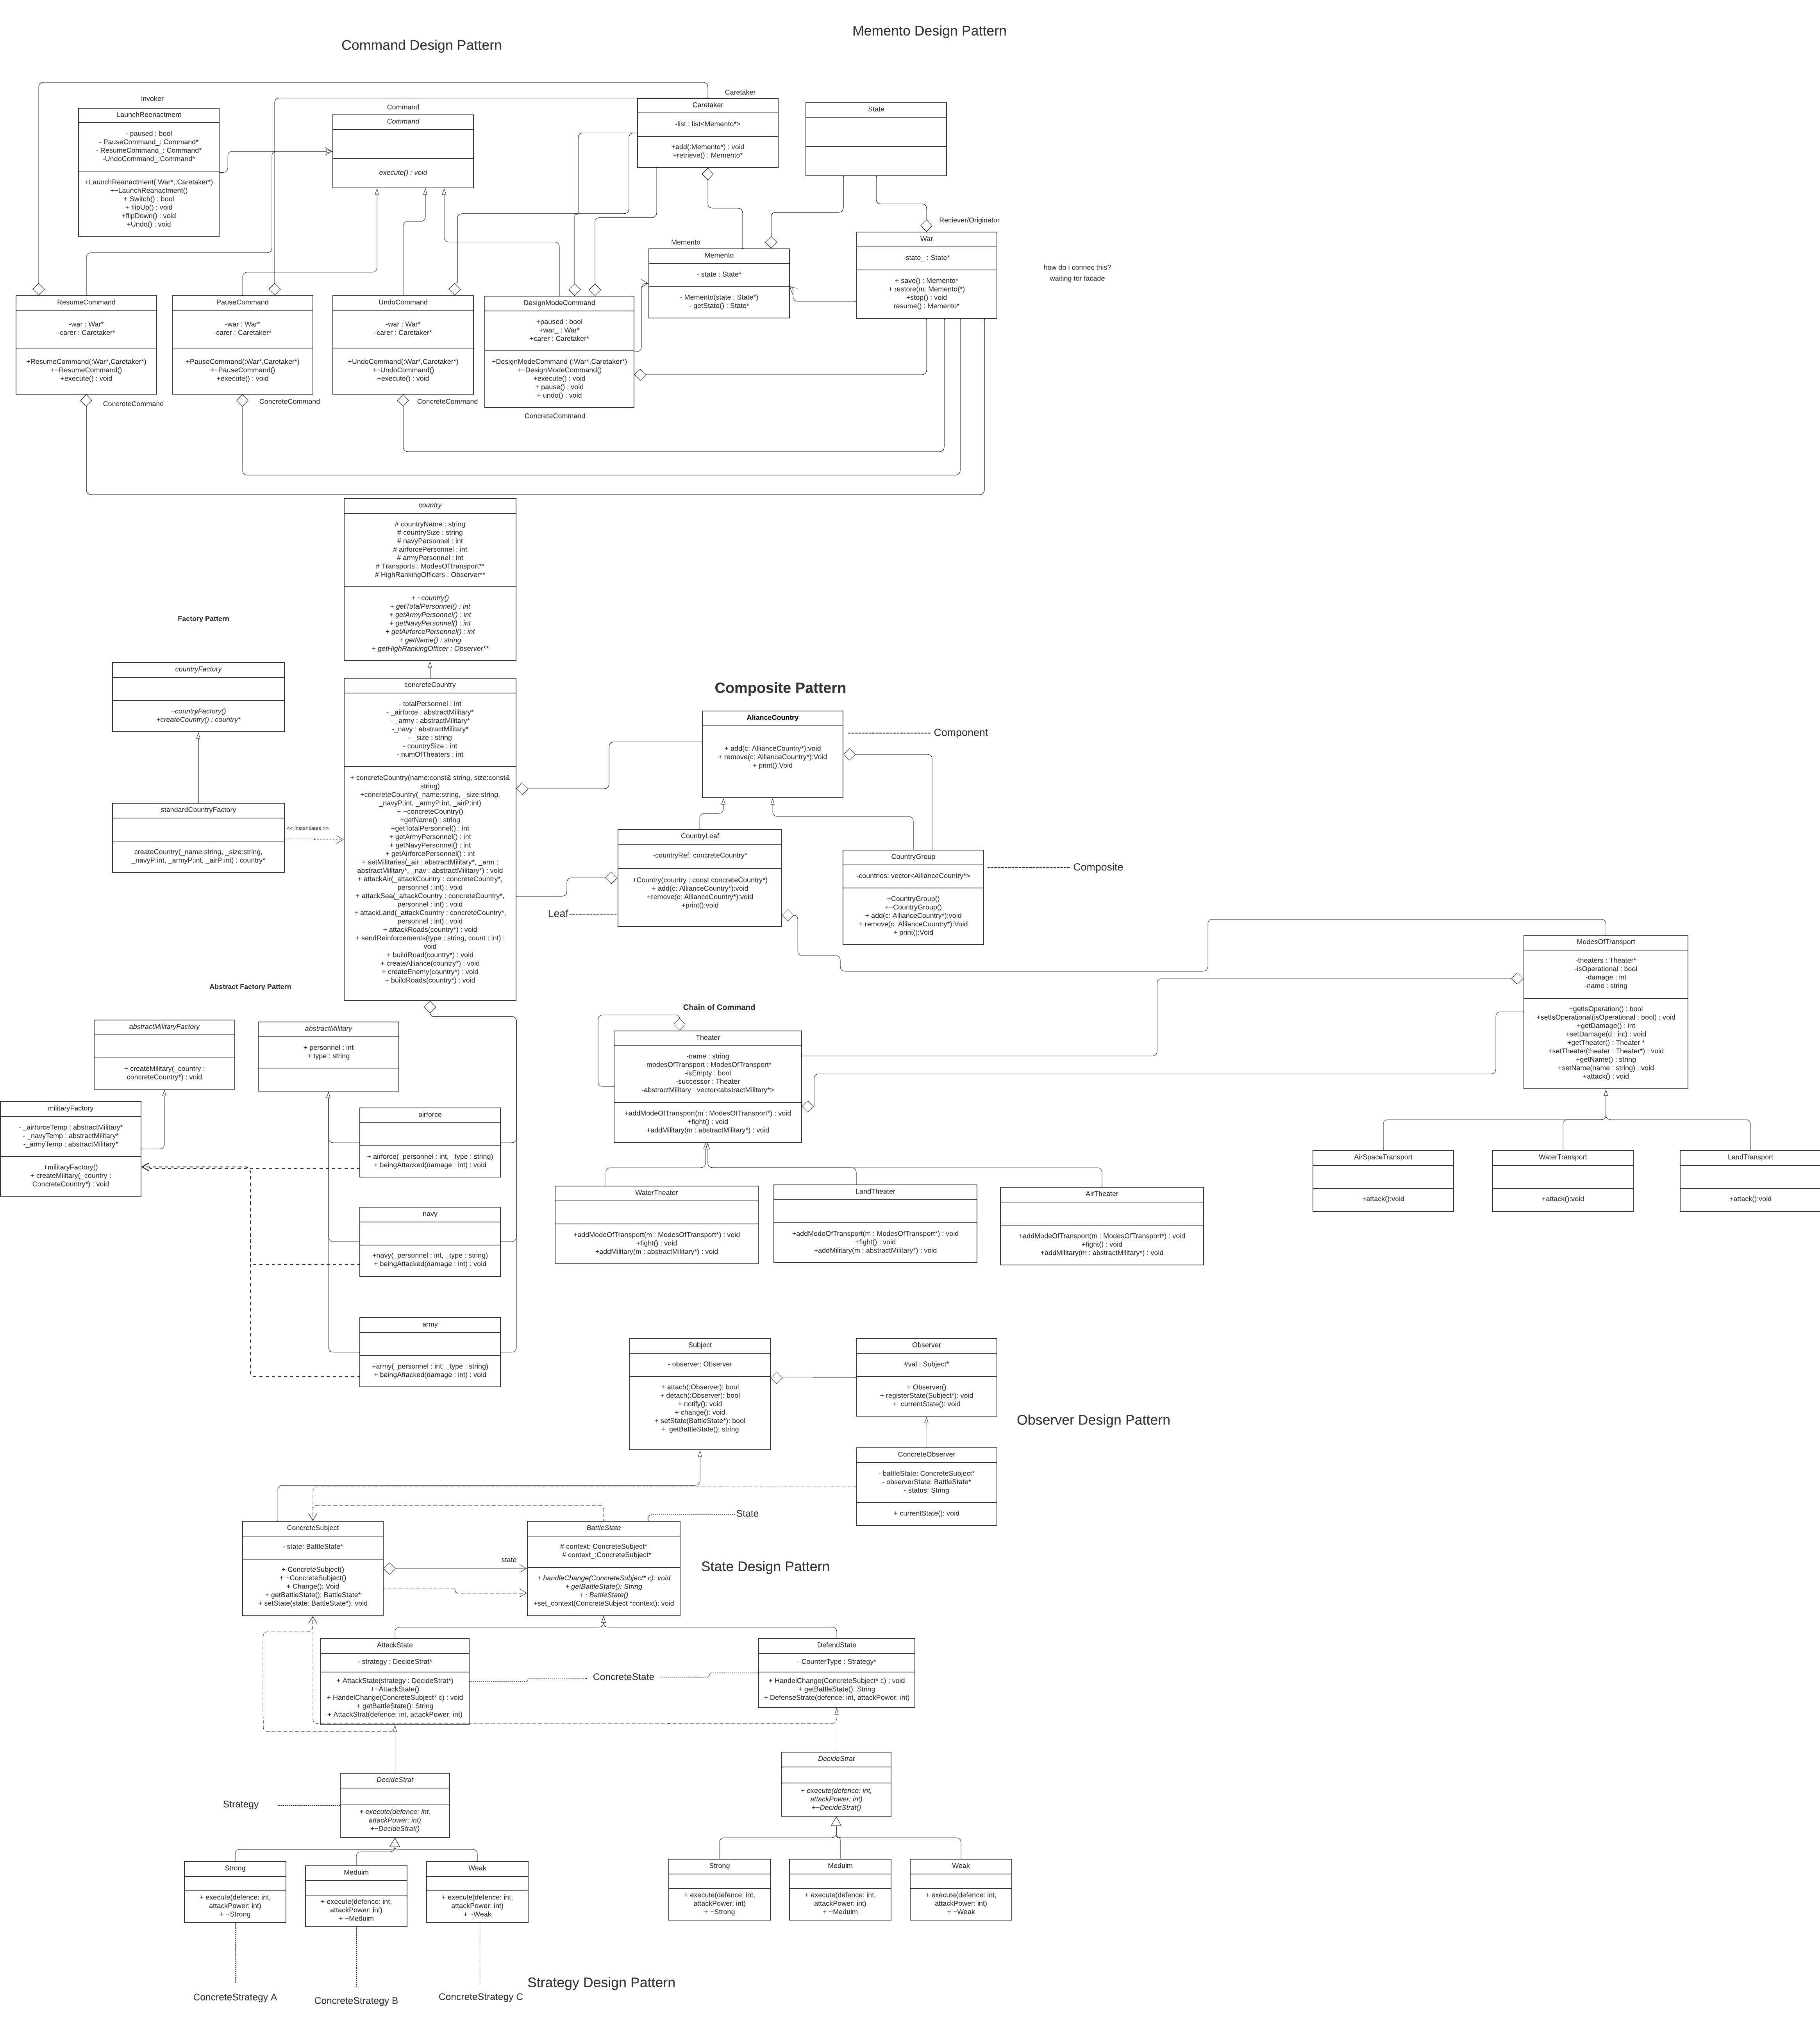 Memento Design Pattern
Command Design Pattern
invoker
LaunchReenactment
- paused : bool
- PauseCommand_: Command*
- ResumeCommand_: Command*
-UndoCommand_:Command*
+LaunchReanactment(:War*,:Caretaker*)
+~LaunchReanactment()
+ Switch() : bool
+ flipUp() : void
+flipDown() : void
+Undo() : void
Command
Command
execute() : void
Caretaker
Caretaker
-list : list<Memento*>
+add(:Memento*) : void
+retrieve() : Memento*
State
Reciever/Originator
War
-state_ : State*
+ save() : Memento*
+ restore(m: Memento(*)
+stop() : void
resume() : Memento*
how do i connec this?
waiting for facade
Memento
Memento
- state : State*
- Memento(state : State*)
- getState() : State*
ResumeCommand
-war : War*
-carer : Caretaker*
+ResumeCommand(:War*,Caretaker*)
+~ResumeCommand()
+execute() : void
ConcreteCommand
PauseCommand
-war : War*
-carer : Caretaker*
+PauseCommand(:War*,Caretaker*)
+~PauseCommand()
+execute() : void
ConcreteCommand
UndoCommand
-war : War*
-carer : Caretaker*
+UndoCommand(:War*,Caretaker*)
+~UndoCommand()
+execute() : void
ConcreteCommand
DesignModeCommand
+paused : bool
+war_ : War*
+carer : Caretaker*
+DesignModeCommand (:War*,Caretaker*)
+~DesignModeCommand()
+execute() : void
+ pause() : void
+ undo() : void
ConcreteCommand
country
# countryName : string
# countrySize : string
# navyPersonnel : int
# airforcePersonnel : int
# armyPersonnel : int
# Transports : ModesOfTransport**
# HighRankingOfficers : Observer**
+ ~country()
+ getTotalPersonnel() : int
+ getArmyPersonnel() : int
+ getNavyPersonnel() : int
+ getAirforcePersonnel() : int
+ getName() : string
+ getHighRankingOfficer : Observer**
Factory Pattern
countryFactory
~countryFactory()
+createCountry() : country*
standardCountryFactory
createCountry(_name:string, _size:string,
_navyP:int, _armyP:int, _airP:int) : country*
<< instantiates >>
concreteCountry
- totalPersonnel : int
- _airforce : abstractMilitary*
- _army : abstractMilitary*
-_navy : abstractMilitary*
- _size : string
- countrySize : int
- numOfTheaters : int
+ concreteCountry(name:const& string, size:const&
string)
+concreteCountry(_name:string, _size:string,
_navyP:int, _armyP:int, _airP:int)
+ ~concreteCountry()
+getName() : string
+getTotalPersonnel() : int
+ getArmyPersonnel() : int
+ getNavyPersonnel() : int
+ getAirforcePersonnel() : int
+ setMilitaries(_air : abstractMilitary*, _arm :
abstractMilitary*, _nav : abstractMilitary*) : void
+ attackAir(_attackCountry : concreteCountry*,
personnel : int) : void
+ attackSea(_attackCountry : concreteCountry*,
personnel : int) : void
+ attackLand(_attackCountry : concreteCountry*,
personnel : int) : void
+ attackRoads(country*) : void
+ sendReinforcements(type : string, count : int) :
void
+ buildRoad(country*) : void
+ createAlliance(country*) : void
+ createEnemy(country*) : void
+ buildRoads(country*) : void
Composite Pattern
AlianceCountry
+ add(c: AllianceCountry*):void
+ remove(c: AllianceCountry*):Void
+ print():Void
Component
CountryLeaf
-countryRef: concreteCountry*
+Country(country : const concreteCountry*)
+ add(c: AllianceCountry*):void
+remove(c: AllianceCountry*):void
+print():void
Leaf
CountryGroup
-countries: vector<AllianceCountry*>
+CountryGroup()
+~CountryGroup()
+ add(c: AllianceCountry*):void
+ remove(c: AllianceCountry*):Void
+ print():Void
Composite
ModesOfTransport
-theaters : Theater*
-isOperational : bool
-damage : int
-name : string
+getIsOperation() : bool
+setIsOperational(isOperational : bool) : void
+getDamage() : int
+setDamage(d : int) : void
+getTheater() : Theater *
+setTheater(theater : Theater*) : void
+getName() : string
+setName(name : string) : void
+attack() : void
AirSpaceTransport
+attack():void
WaterTransport
+attack():void
LandTransport
+attack():void
Abstract Factory Pattern
abstractMilitaryFactory
+ createMilitary(_country :
concreteCountry*) : void
abstractMilitary
+ personnel : int
+ type : string
militaryFactory
- _airforceTemp : abstractMilitary*
- _navyTemp : abstractMilitary*
-_armyTemp : abstractMilitary*
+militaryFactory()
+ createMilitary(_country :
ConcreteCountry*) : void
airforce
+ airforce(_personnel : int, _type : string)
+ beingAttacked(damage : int) : void
navy
+navy(_personnel : int, _type : string)
+ beingAttacked(damage : int) : void
army
+army(_personnel : int, _type : string)
+ beingAttacked(damage : int) : void
Chain of Command
Theater
-name : string
-modesOfTransport : ModesOfTransport*
-isEmpty : bool
-successor : Theater
-abstractMilitary : vector<abstractMilitary*>
+addModeOfTransport(m : ModesOfTransport*) : void
+fight() : void
+addMilitary(m : abstractMilitary*) : void
WaterTheater
+addModeOfTransport(m : ModesOfTransport*) : void
+fight() : void
+addMilitary(m : abstractMilitary*) : void
LandTheater
+addModeOfTransport(m : ModesOfTransport*) : void
+fight() : void
+addMilitary(m : abstractMilitary*) : void
AirTheater
+addModeOfTransport(m : ModesOfTransport*) : void
+fight() : void
+addMilitary(m : abstractMilitary*) : void
Subject
- observer: Observer
+ attach(:Observer): bool
+ detach(:Observer): bool
+ notify(): void
+ change(): void
+ setState(BattleState*): bool
+ getBattleState(): string
Observer
#val : Subject*
+ Observer()
+ registerState(Subject*): void
+ currentState(): void
Observer Design Pattern
ConcreteObserver
- battleState: ConcreteSubject*
- observerState: BattleState*
- status: String
+ currentState(): void
ConcreteSubject
- state: BattleState*
+ ConcreteSubject()
+ ~ConcreteSubject()
+ Change(): Void
+ getBattleState(): BattleState*
+ setState(state: BattleState*): void
state
State
BattleState
# context: ConcreteSubject*
# context_:ConcreteSubject*
+ handleChange(ConcreteSubject* c): void
+ getBattleState(): String
+ ~BattleState()
+set_context(ConcreteSubject *context): void
State Design Pattern
AttackState
- strategy : DecideStrat*
+ AttackState(strategy : DecideStrat*)
+~AttackState()
+ HandelChange(ConcreteSubject* c) : void
+ getBattleState(): String
+ AttackStrat(defence: int, attackPower: int)
ConcreteState
DefendState
- CounterType : Strategy*
+ HandelChange(ConcreteSubject* c) : void
+ getBattleState(): String
+ DefenseStrate(defence: int, attackPower: int)
DecideStrat
+ execute(defence: int,
attackPower: int)
+~DecideStrat()
Strategy
DecideStrat
+ execute(defence: int,
attackPower: int)
+~DecideStrat()
Strong
+ execute(defence: int,
attackPower: int)
+ ~Strong
Meduim
+ execute(defence: int,
attackPower: int)
+ ~Meduim
Weak
+ execute(defence: int,
attackPower: int)
+ ~Weak
Strong
+ execute(defence: int,
attackPower: int)
+ ~Strong
Meduim
+ execute(defence: int,
attackPower: int)
+ ~Meduim
Weak
+ execute(defence: int,
attackPower: int)
+ ~Weak
Strategy Design Pattern
ConcreteStrategy A
ConcreteStrategy B
ConcreteStrategy C